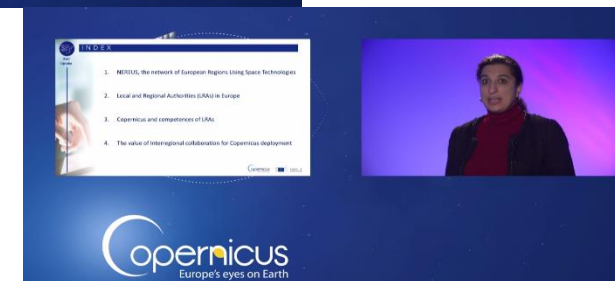 INDEX
1. NEREUS, the network of European Regions Using Space Technologies
2. Local and Regional Authorities (LRAs) in Europe
3. Copernicus and competences of LRAs
4. The value of Interregional collaboration for Copernicus deployment
Copernicus
Copernicus
Europe's eyes on Earth